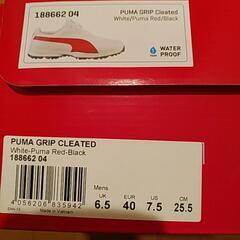 188662 04
PUMA GRIP Cleated
White/Puma Red/Black
WATER
PROOF
PUMA GRIP CLEATED
White-Puma Red-Black
188662 04
Mens
UK EUR US CM
6.5 40 7.5 25.5
4 056206 835942
Made in Vietnam